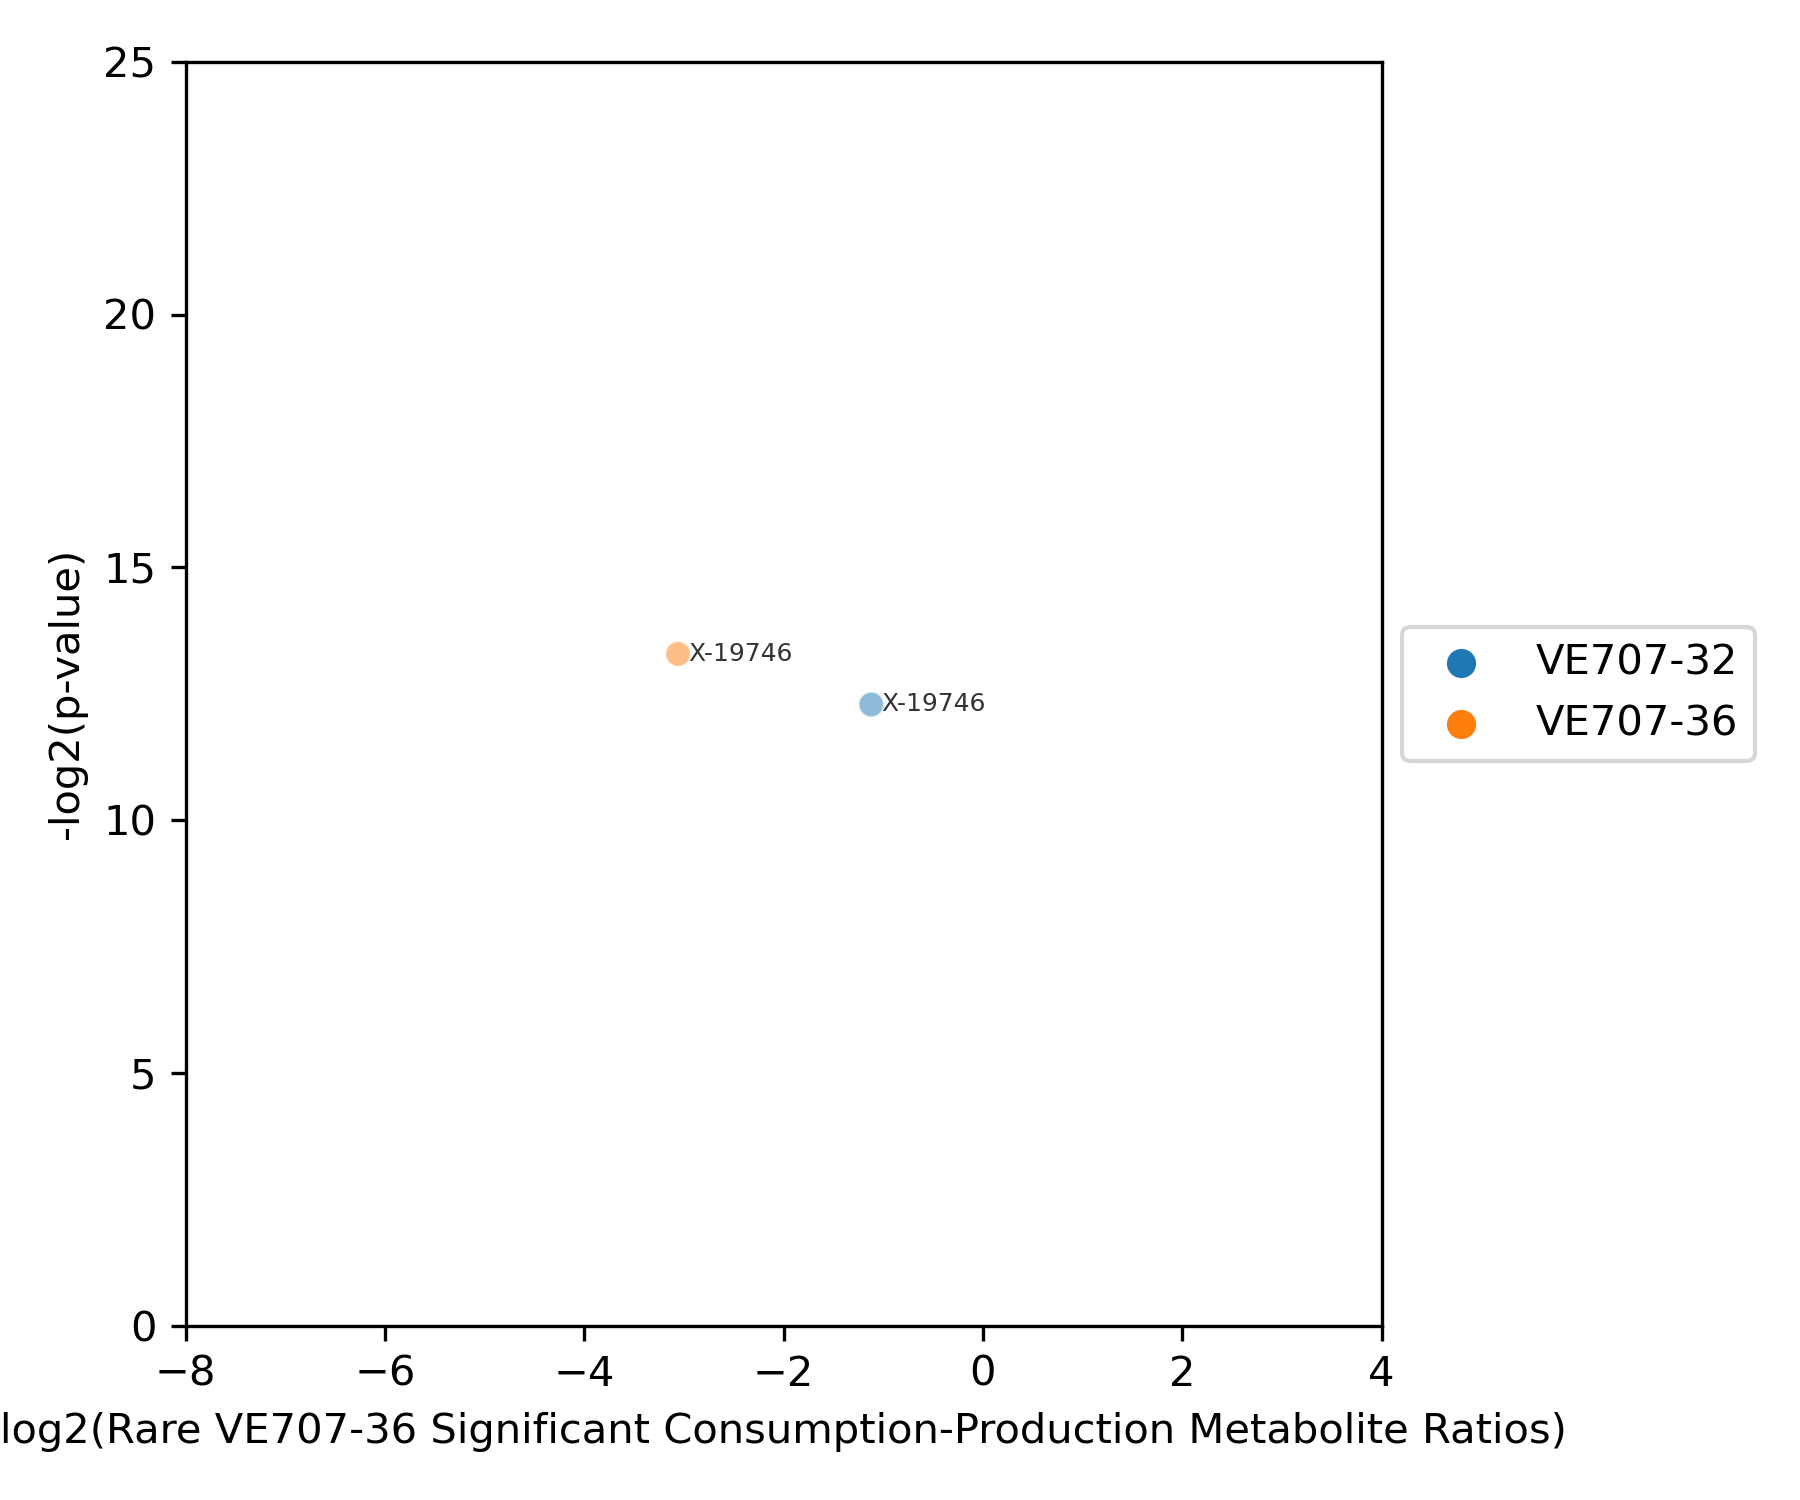 25
20
15
10
5
0
-log2(p-value)
X-19746
X-19746
VE707-32
VE707-36
−8 −6 −4 −2 0 2 4
log2(Rare VE707-36 Significant Consumption-Production Metabolite Ratios)